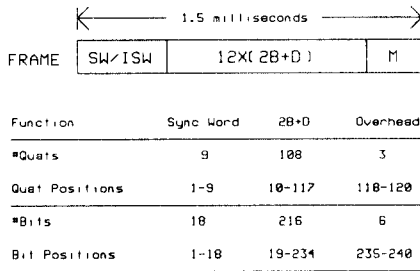 1.5 milliseconds
FRAME SW/ISW 12X(2B+D) M
Function Sync Word 2B+D Overhead
#Quats 9 108 3
Quat Positions 1-9 10-117 118-120
#Bits 18 216 6
Bit Positions 1-18 19-234 235-240